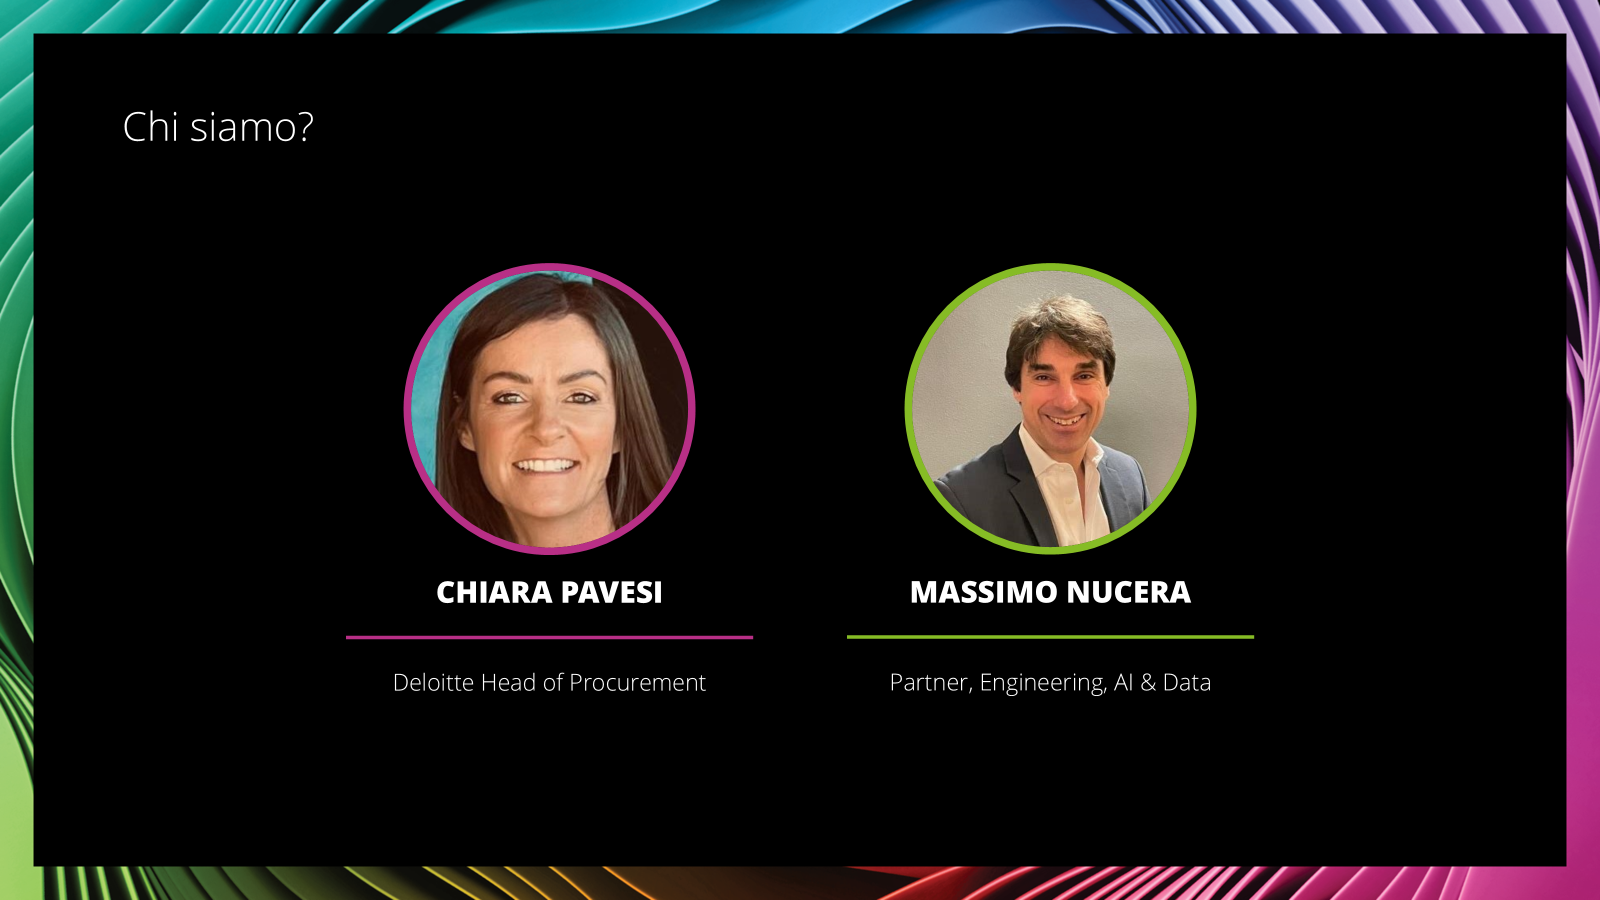 Chi siamo?
CHIARA PAVESI
MASSIMO NUCERA
Deloitte Head of Procurement
Partner, Engineering, AI & Data